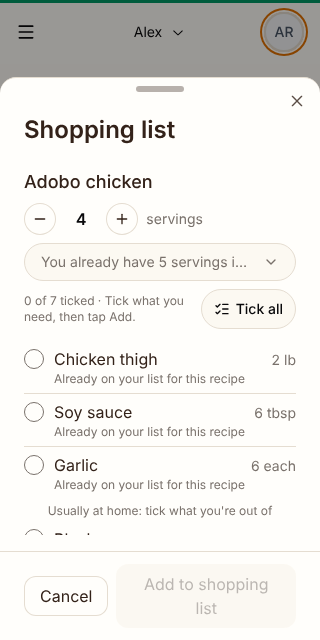 Alex
AR
Shopping list
Adobo chicken
4 servings
You already have 5 servings i...
0 of 7 ticked · Tick what you
need, then tap Add.
Tick all
Chicken thigh 2 lb
Already on your list for this recipe
Soy sauce 6 tbsp
Already on your list for this recipe
Garlic 6 each
Already on your list for this recipe
Usually at home: tick what you're out of
Cancel
Add to shopping
list